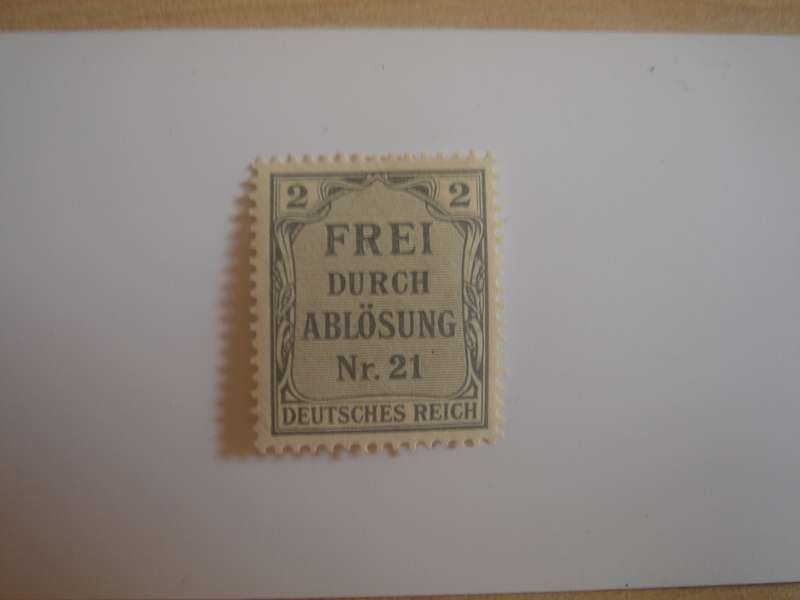 2 2
FREI
DURCH
ABLÖSUNG
Nr. 21
DEUTSCHES REICH